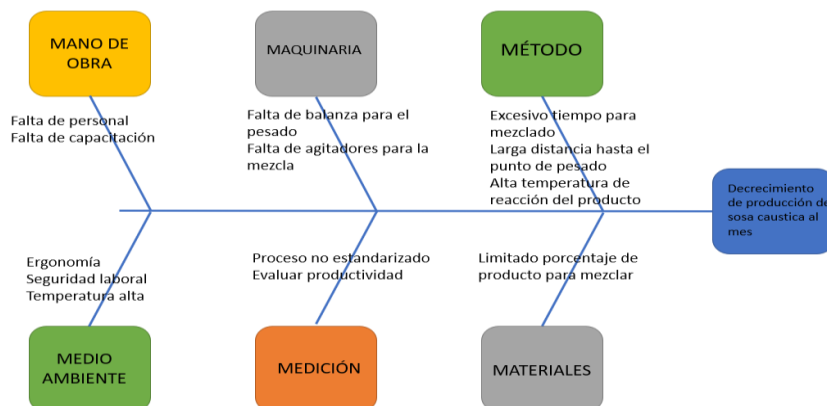 MANO DE
OBRA
MAQUINARIA
MÉTODO
Falta de personal
Falta de capacitación
Falta de balanza para el
pesado
Falta de agitadores para la
mezcla
Excesivo tiempo para
mezclado
Larga distancia hasta el
punto de pesado
Alta temperatura de
reacción del producto
Decrecimiento
de producción de
sosa caustica al
mes
Ergonomía
Seguridad laboral
Temperatura alta
Proceso no estandarizado
Evaluar productividad
Limitado porcentaje de
producto para mezclar
MEDIO
AMBIENTE
MEDICIÓN
MATERIALES